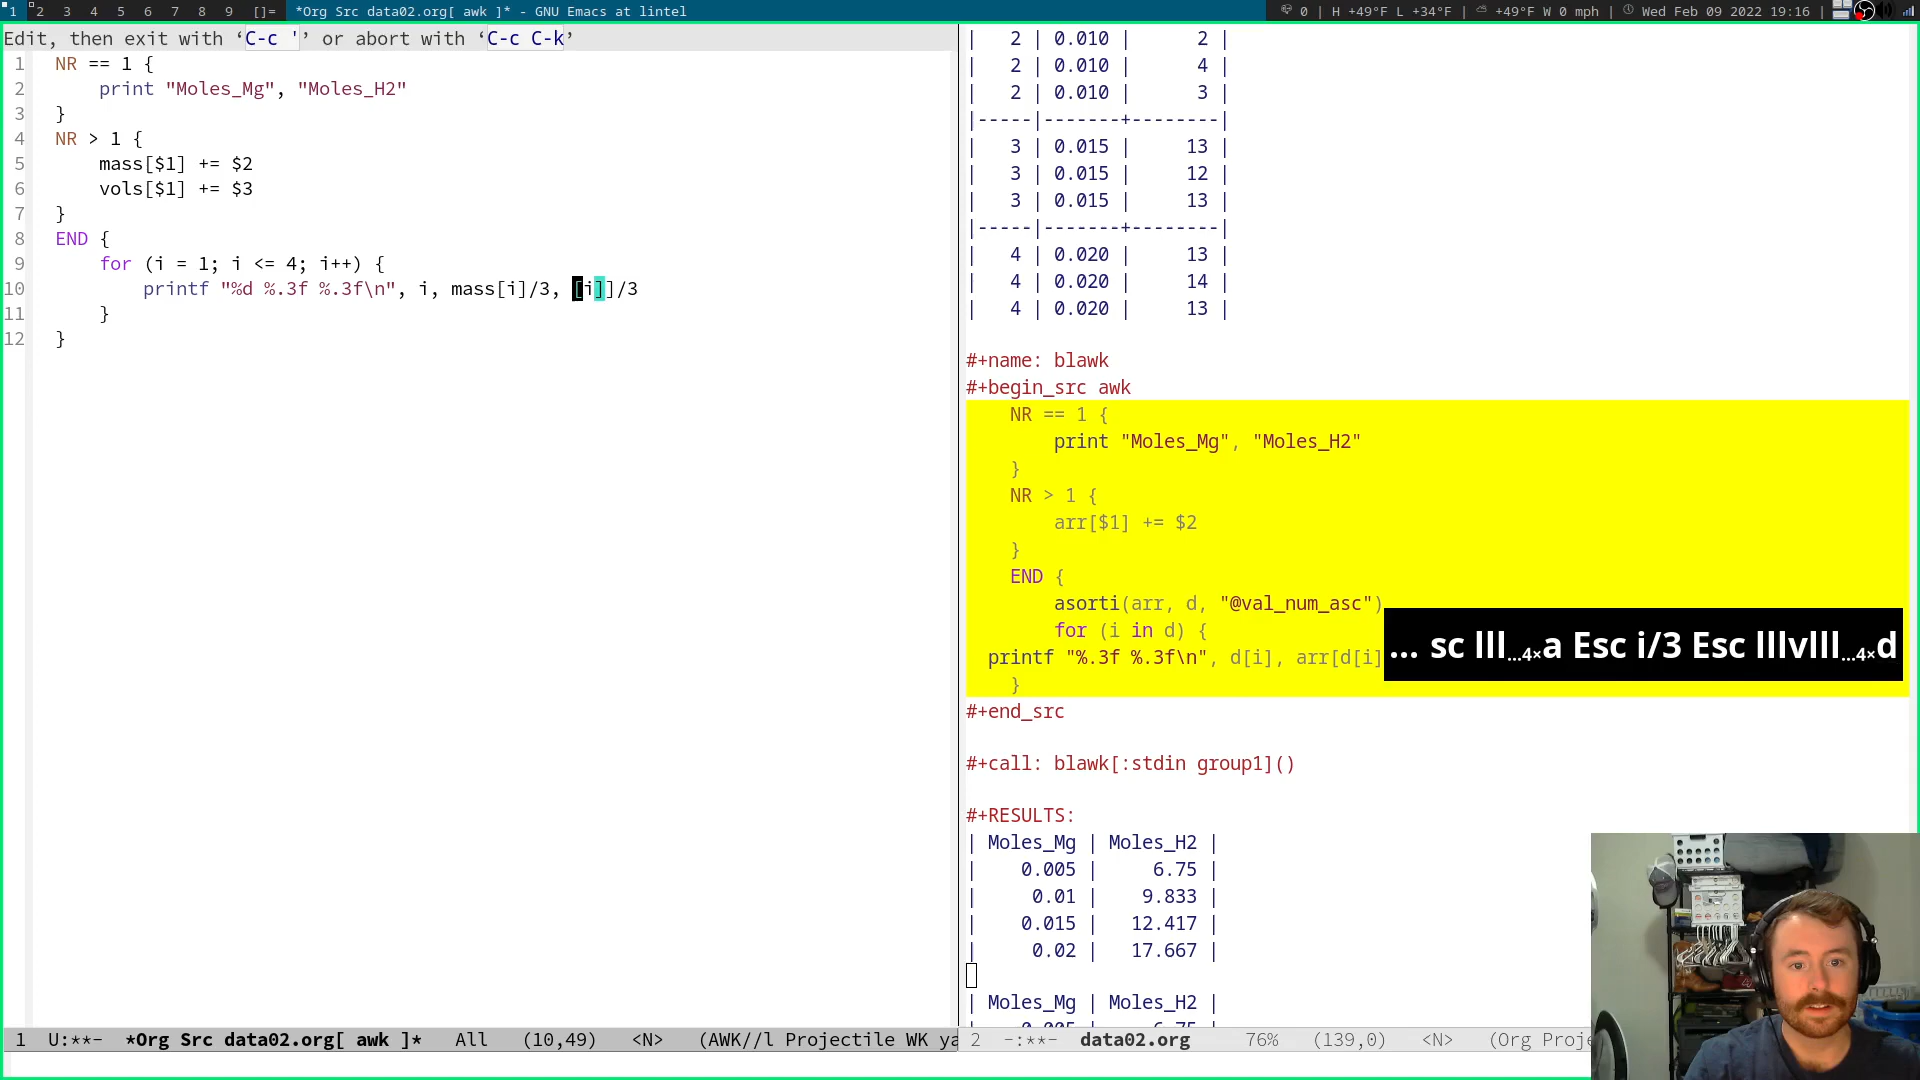 1 2 3 4 5 6 7 8 9 []= *Org Src data02.org[ awk ]* - GNU Emacs at lintel 0 | H +49°F L +34°F | +49°F W 0 mph | Wed Feb 09 2022 19:16 |
Edit, then exit with ‘C-c '’ or abort with ‘C-c C-k’
1 NR == 1 {
2 print "Moles_Mg", "Moles_H2"
3 }
4 NR > 1 {
5 mass[$1] += $2
6 vols[$1] += $3
7 }
8 END {
9 for (i = 1; i <= 4; i++) {
10 printf "%d %.3f %.3f\n", i, mass[i]/3, [i]]/3
11 }
12 }
| 2 | 0.010 | 2 |
| 2 | 0.010 | 4 |
| 2 | 0.010 | 3 |
|-----|-------+--------|
| 3 | 0.015 | 13 |
| 3 | 0.015 | 12 |
| 3 | 0.015 | 13 |
|-----|-------+--------|
| 4 | 0.020 | 13 |
| 4 | 0.020 | 14 |
| 4 | 0.020 | 13 |
#+name: blawk
#+begin_src awk
NR == 1 {
print "Moles_Mg", "Moles_H2"
}
NR > 1 {
arr[$1] += $2
}
END {
asorti(arr, d, "@val_num_asc")
for (i in d) {
printf "%.3f %.3f\n", d[i], arr[d[i]
}
#+end_src
... sc lll...4×a Esc i/3 Esc lllvlll...4×d
#+call: blawk[:stdin group1]()
#+RESULTS:
| Moles_Mg | Moles_H2 |
| 0.005 | 6.75 |
| 0.01 | 9.833 |
| 0.015 | 12.417 |
| 0.02 | 17.667 |
| Moles_Mg | Moles_H2 |
| 0.005 | 6.75 |
1 U:**- *Org Src data02.org[ awk ]* All (10,49) <N> (AWK//l Projectile WK ya
2 -:**- data02.org 76% (139,0) <N> (Org Proje